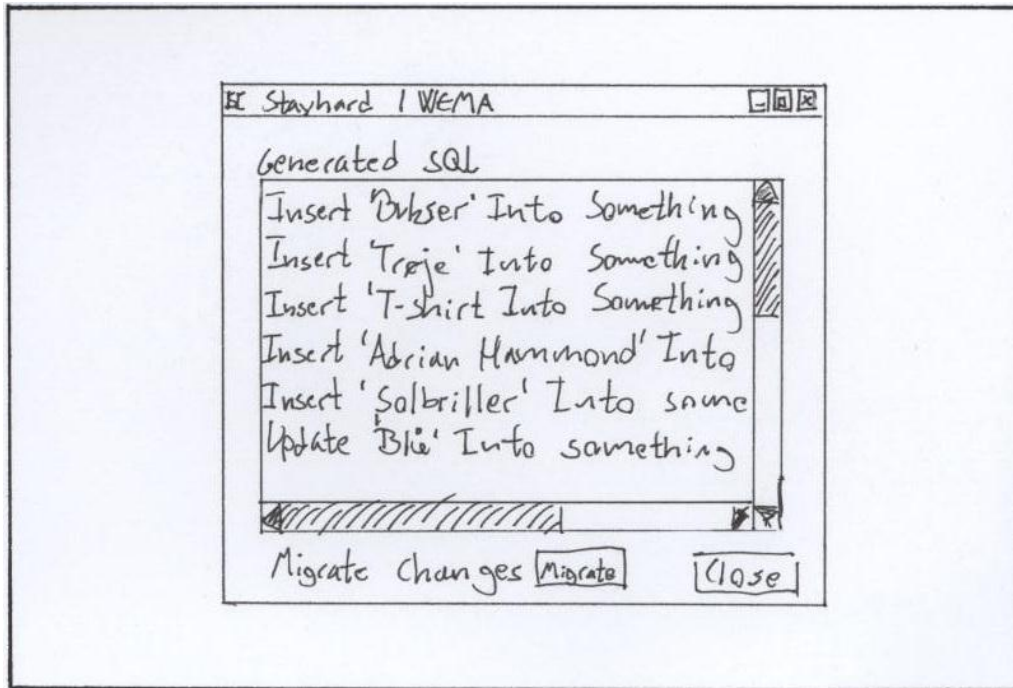 Stayhard | WEMA
Generated SQL
Insert 'Bukser' Into Something
Insert 'Trøje' Into Something
Insert 'T-shirt Into Something
Insert 'Adrian Hammond' Into
Insert 'Solbriller' Into some
Update Into something
Migrate Changes Migrate Close